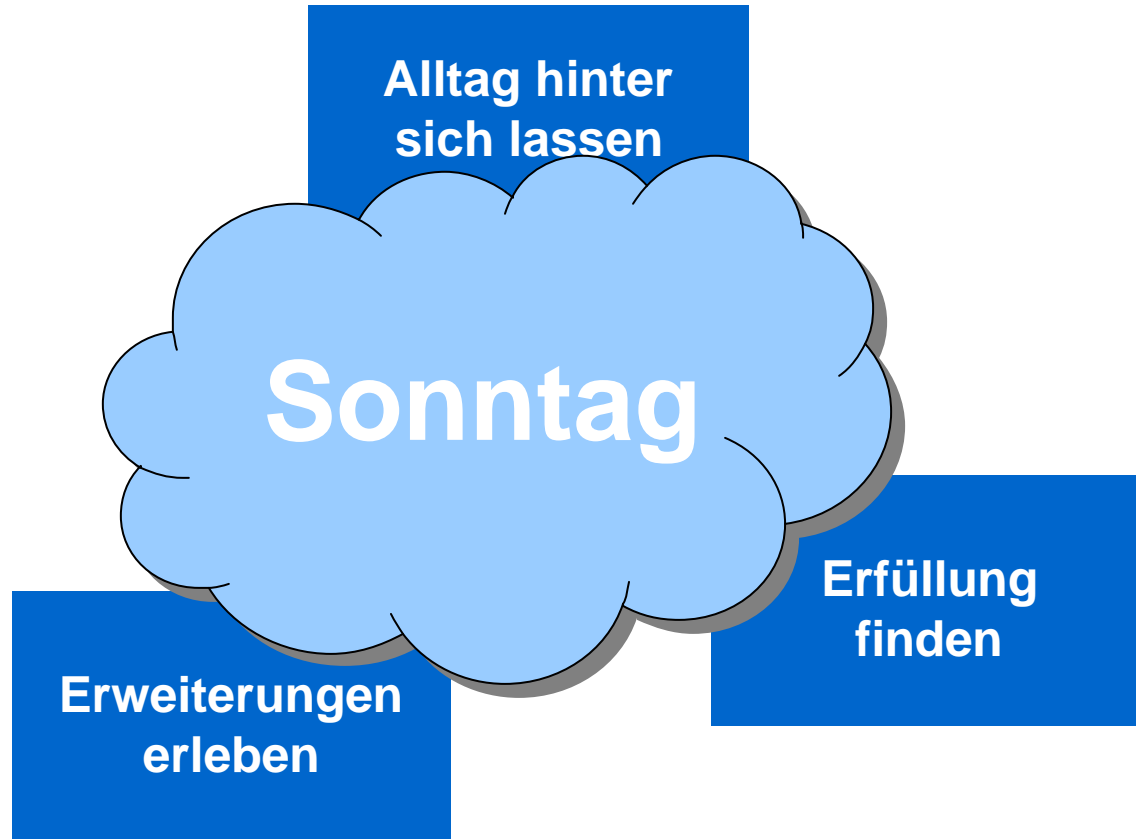 Alltag hinter
sich lassen
Sonntag
Erfüllung
finden
Erweiterungen
erleben